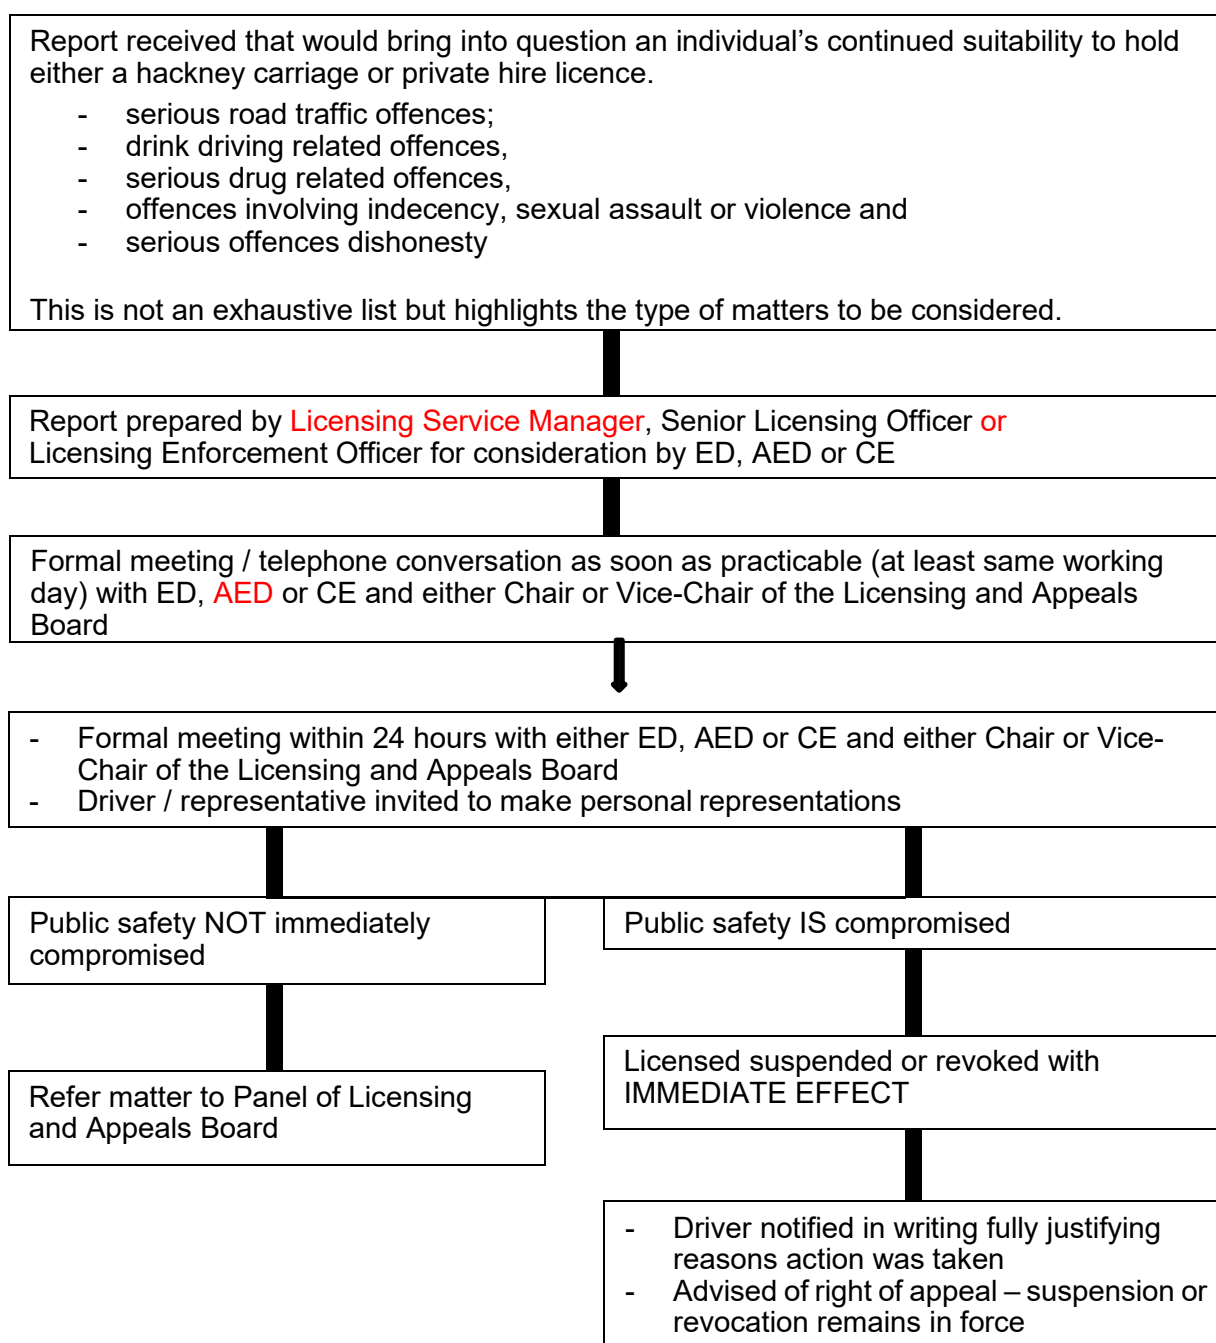 Report received that would bring into question an individual’s continued suitability to hold
either a hackney carriage or private hire licence.
- serious road traffic offences;
- drink driving related offences,
- serious drug related offences,
- offences involving indecency, sexual assault or violence and
- serious offences dishonesty
This is not an exhaustive list but highlights the type of matters to be considered.
Report prepared by Licensing Service Manager, Senior Licensing Officer or
Licensing Enforcement Officer for consideration by ED, AED or CE
Formal meeting / telephone conversation as soon as practicable (at least same working
day) with ED, AED or CE and either Chair or Vice-Chair of the Licensing and Appeals
Board
- Formal meeting within 24 hours with either ED, AED or CE and either Chair or Vice-
Chair of the Licensing and Appeals Board
- Driver / representative invited to make personal representations
Public safety NOT immediately
compromised
Refer matter to Panel of Licensing
and Appeals Board
Public safety IS compromised
Licensed suspended or revoked with
IMMEDIATE EFFECT
- Driver notified in writing fully justifying
reasons action was taken
- Advised of right of appeal – suspension or
revocation remains in force